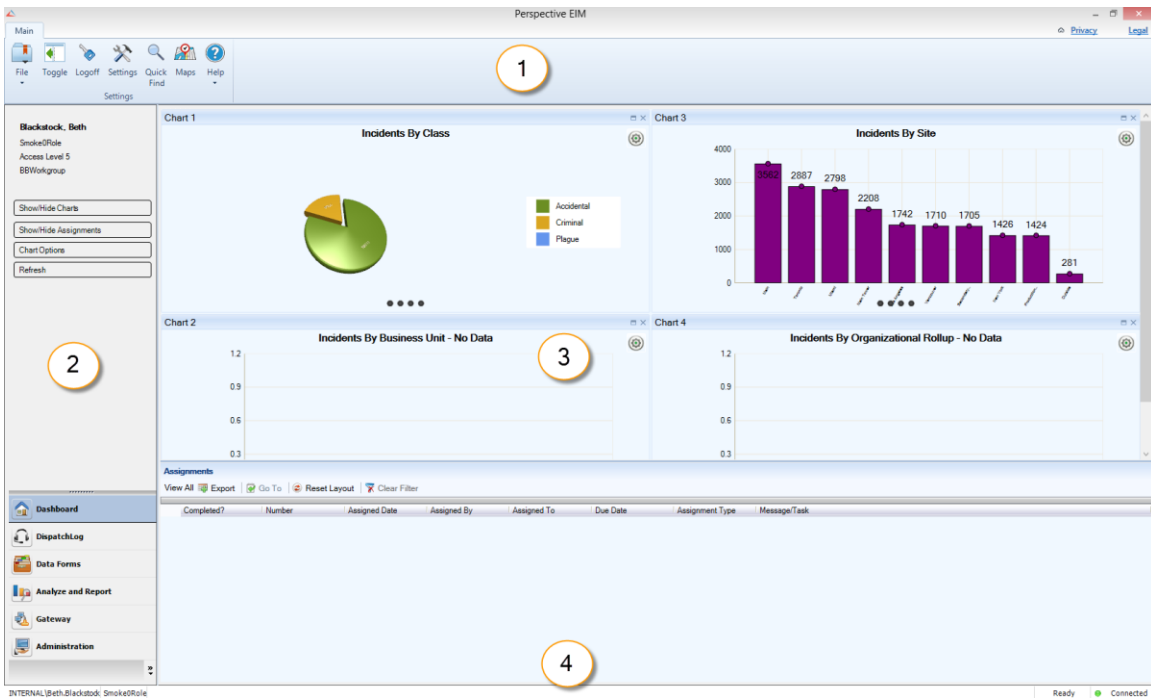 Perspective EIM
Main
Privacy Legal
File Toggle Logoff Settings Quick Find Maps Help
Settings
1
Blackstock, Beth
Smoke0Role
Access Level 5
BBWorkgroup
Show/Hide Charts
Show/Hide Assignments
Chart Options
Refresh
2
Chart 1
Incidents By Class
Accidental
Criminal
Plague
Chart 3
Incidents By Site
4000
3000
2000
1000
0
3562 2887 2798 2208 1742 1710 1705 1426 1424 281
Chart 2
Incidents By Business Unit - No Data
1.2
0.9
0.6
0.3
3
Chart 4
Incidents By Organizational Rollup - No Data
1.2
0.9
0.6
0.3
Assignments
View All Export Go To Reset Layout Clear Filter
Completed? Number Assigned Date Assigned By Assigned To Due Date Assignment Type Message/Task
4
Dashboard
DispatchLog
Data Forms
Analyze and Report
Gateway
Administration
INTERNAL\Beth.Blackstock Smoke0Role
Ready Connected